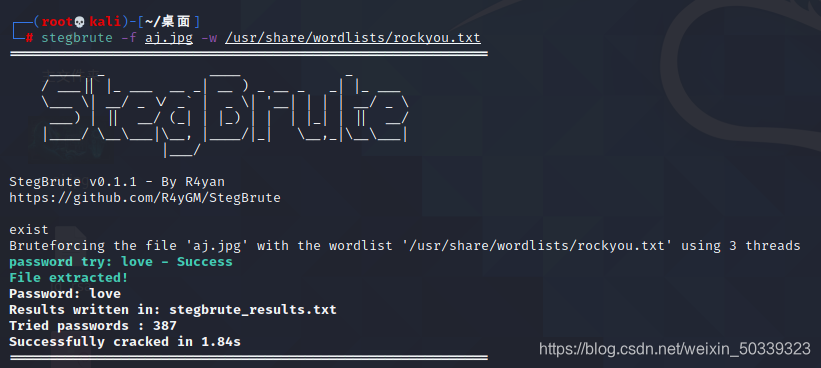 (root💀kali)-[~/桌面]
# stegbrute -f aj.jpg -w /usr/share/wordlists/rockyou.txt
StegBrute
StegBrute v0.1.1 - By R4yan
https://github.com/R4yGM/StegBrute
exist
Bruteforcing the file 'aj.jpg' with the wordlist '/usr/share/wordlists/rockyou.txt' using 3 threads
password try: love - Success
File extracted!
Password: love
Results written in: stegbrute_results.txt
Tried passwords : 387
Successfully cracked in 1.84s
https://blog.csdn.net/weixin_50339323